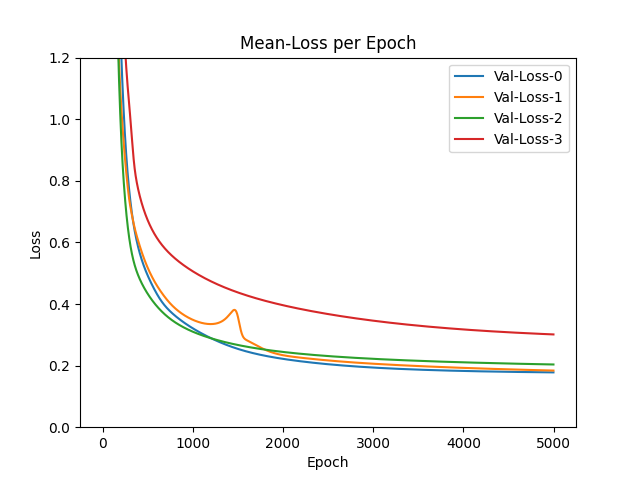 Mean-Loss per Epoch
Val-Loss-0
Val-Loss-1
Val-Loss-2
Val-Loss-3
Loss
1.2
1.0
0.8
0.6
0.4
0.2
0.0
0 1000 2000 3000 4000 5000
Epoch